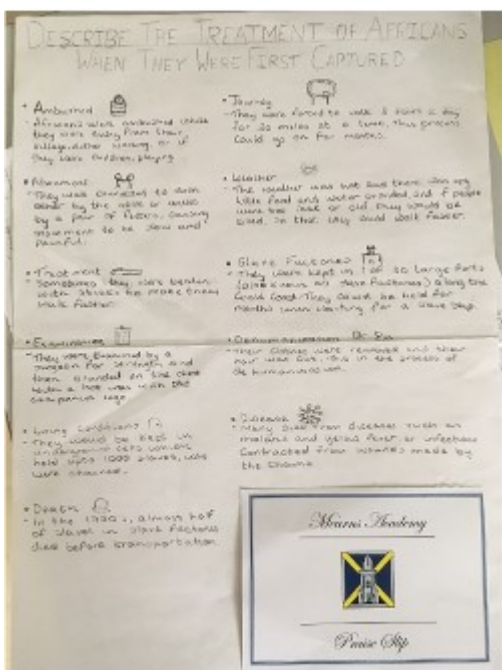 DESCRIBE THE TREATMENT OF AFRICANS
WHEN THEY WERE FIRST CAPTURED
• Ambushed
- Africans were ambushed while
they were away from their
village, either working, or if
they were children, playing
• Movement
- They were connected to each
other by the neck or ankles
by a pair of fetters, causing
movement to be slow and
painful.
• Treatment
- Sometimes they were beaten
with sticks to make them
walk faster.
• Examination
- They were examined by a
surgeon for strength and
then branded on the chest
with a hot iron with the
companies logo
• Living conditions
- They would be kept in
underground cells which
held upto 1000 slaves, who
were chained.
• Death
- In the 1700s, almost half
of slaves in slave factories
died before transportation.
• Journey
- They were forced to walk 8 hours a day
for 20 miles at a time, this process
could go on for months.
• Weather
- The weather was hot and there was very
little food and water provided, and if people
were too weak or old, they would be
killed, so that they could walk faster.
• Slave Factories
- They were kept in 1 of 40 large forts
(also known as slave factories) along the
Gold Coast. They could be held for
months when waiting for a slave ship.
• Dehumanisation
- Their clothes were removed and their
hair was cut, this in the process of
dehumanisation.
• Disease
- Many died from diseases such as
malaria and yellow fever or infections
contracted from wounds made by
the chains
Mearns Academy
Praise Slip